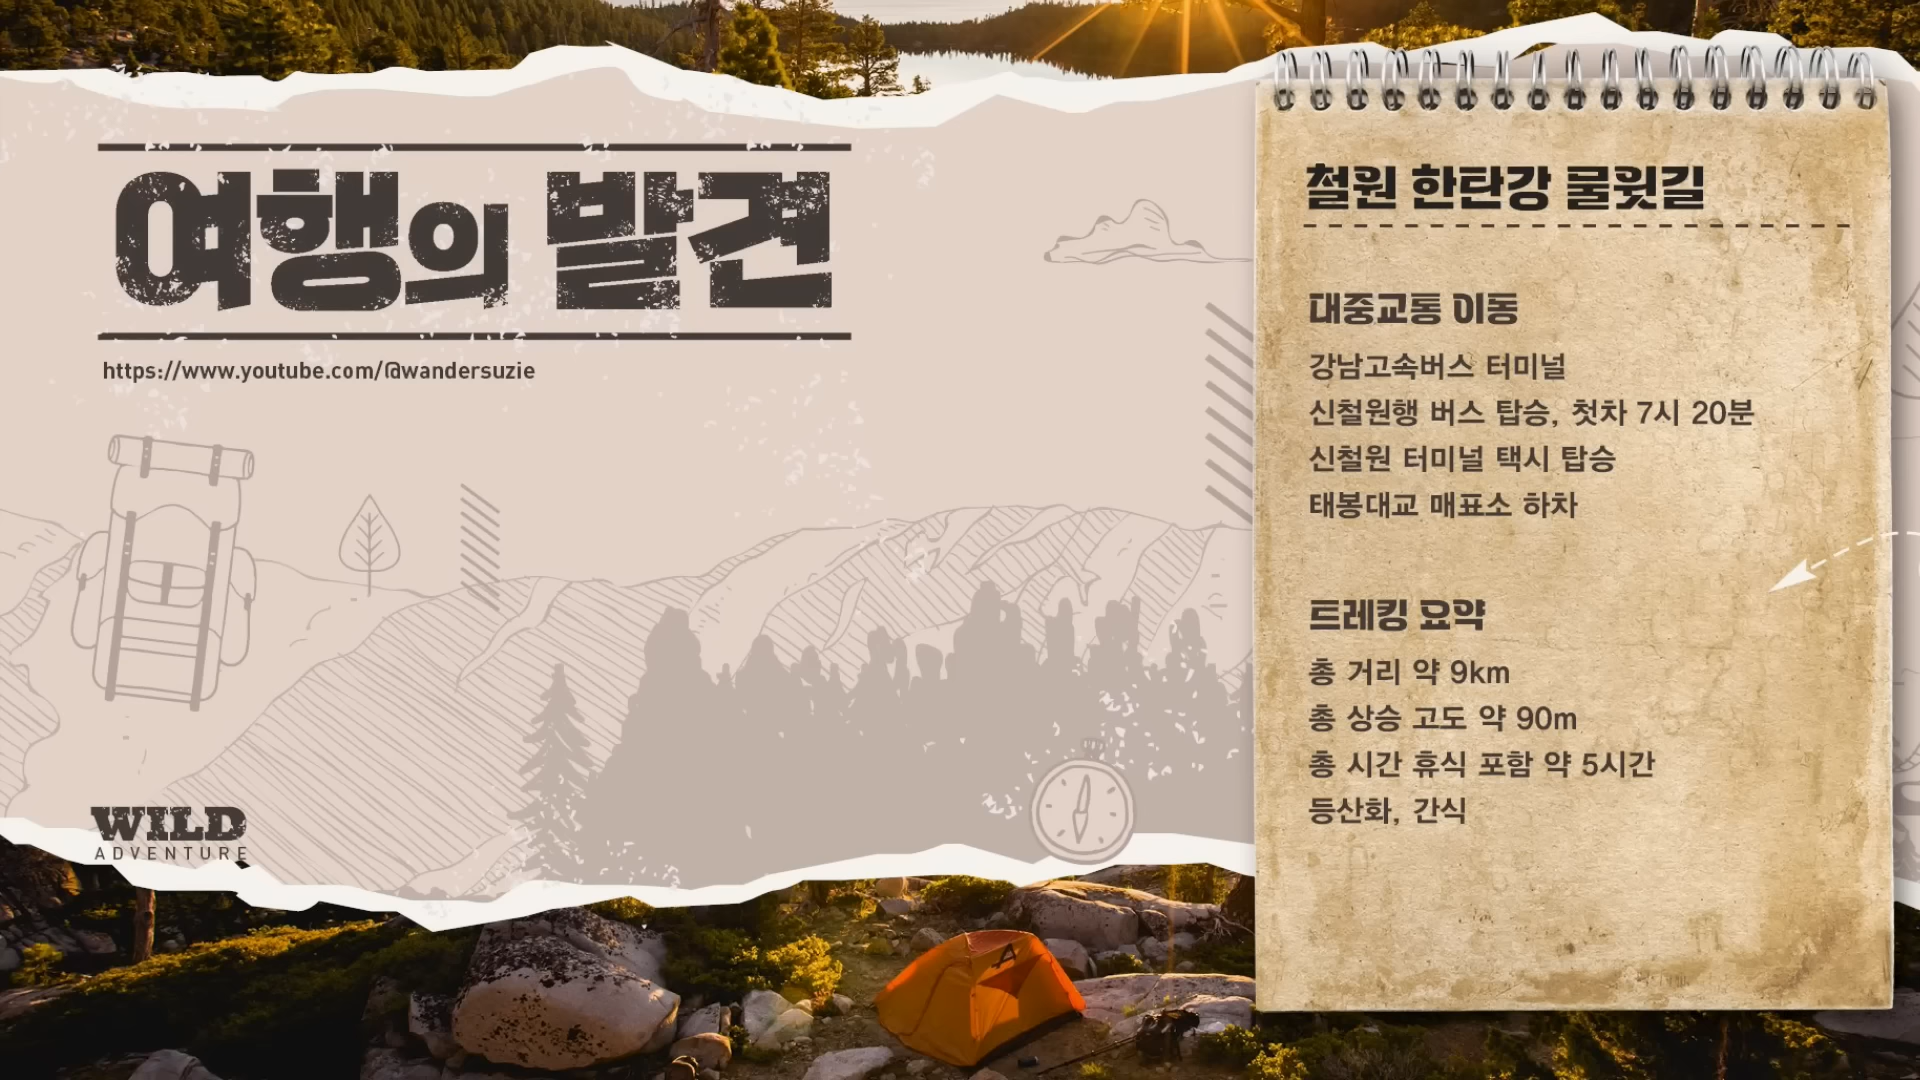 여행의 발견
https://www.youtube.com/@wandersuzie
WILD
ADVENTURE
철원 한탄강 물윗길
대중교통 이동
강남고속버스 터미널
신철원행 버스 탑승, 첫차 7시 20분
신철원 터미널 택시 탑승
태봉대교 매표소 하차
트레킹 요약
총 거리 약 9km
총 상승 고도 약 90m
총 시간 휴식 포함 약 5시간
등산화, 간식